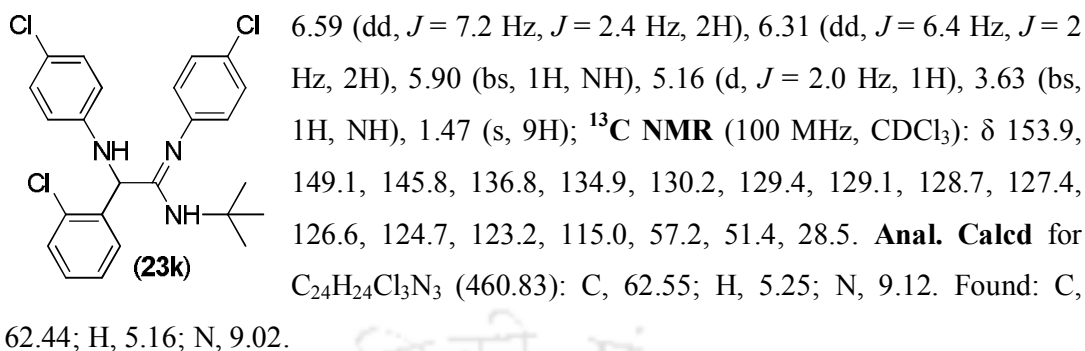 Cl
Cl
NH
N
Cl
NH
(23k)
6.59 (dd, J = 7.2 Hz, J = 2.4 Hz, 2H), 6.31 (dd, J = 6.4 Hz, J = 2
Hz, 2H), 5.90 (bs, 1H, NH), 5.16 (d, J = 2.0 Hz, 1H), 3.63 (bs,
1H, NH), 1.47 (s, 9H); ¹³C NMR (100 MHz, CDCl₃): δ 153.9,
149.1, 145.8, 136.8, 134.9, 130.2, 129.4, 129.1, 128.7, 127.4,
126.6, 124.7, 123.2, 115.0, 57.2, 51.4, 28.5. Anal. Calcd for
C₂₄H₂₄Cl₃N₃ (460.83): C, 62.55; H, 5.25; N, 9.12. Found: C,
62.44; H, 5.16; N, 9.02.